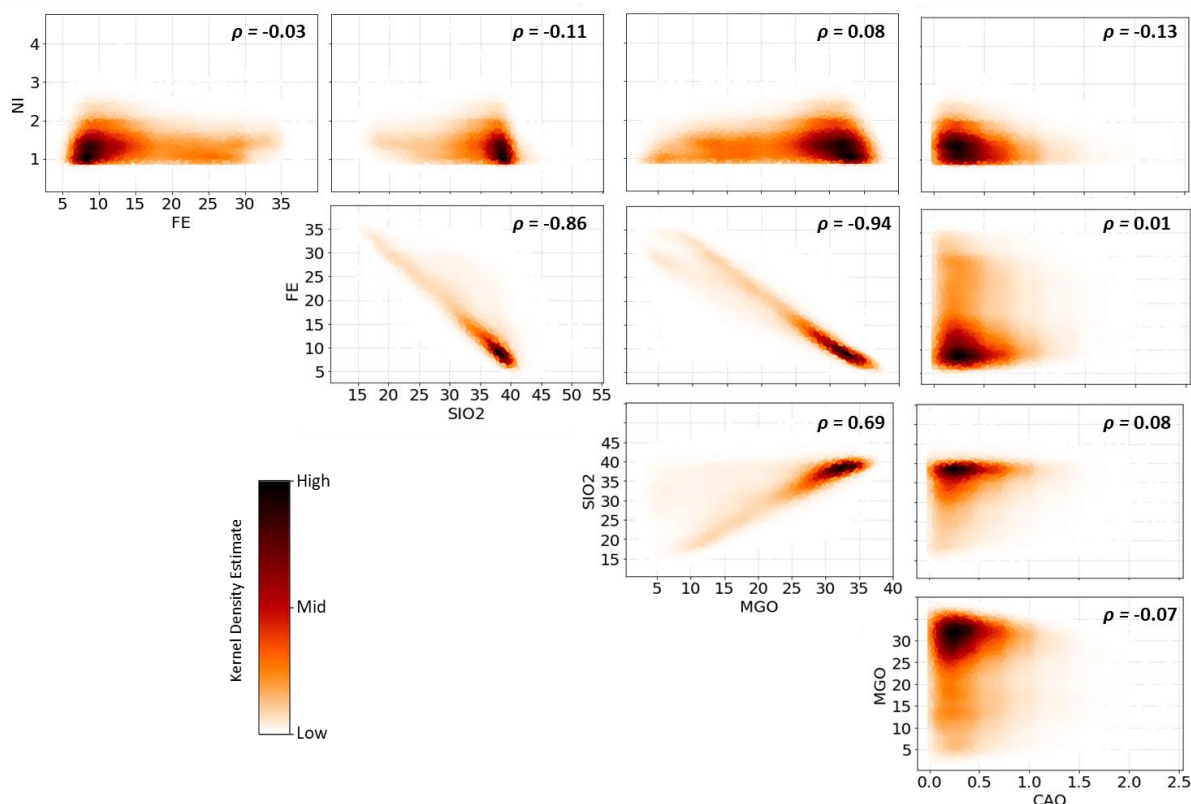 ρ = -0.03
ρ = -0.11
ρ = 0.08
ρ = -0.13
4
3
2
1
NI
5 10 15 20 25 30 35
FE
ρ = -0.86
ρ = -0.94
ρ = 0.01
35
30
25
20
15
10
5
FE
15 20 25 30 35 40 45 50 55
SIO2
ρ = 0.69
ρ = 0.08
45
40
35
30
25
20
15
SIO2
5 10 15 20 25 30 35 40
MGO
High
Mid
Low
Kernel Density Estimate
ρ = -0.07
30
25
20
15
10
5
MGO
0.0 0.5 1.0 1.5 2.0 2.5
CAO